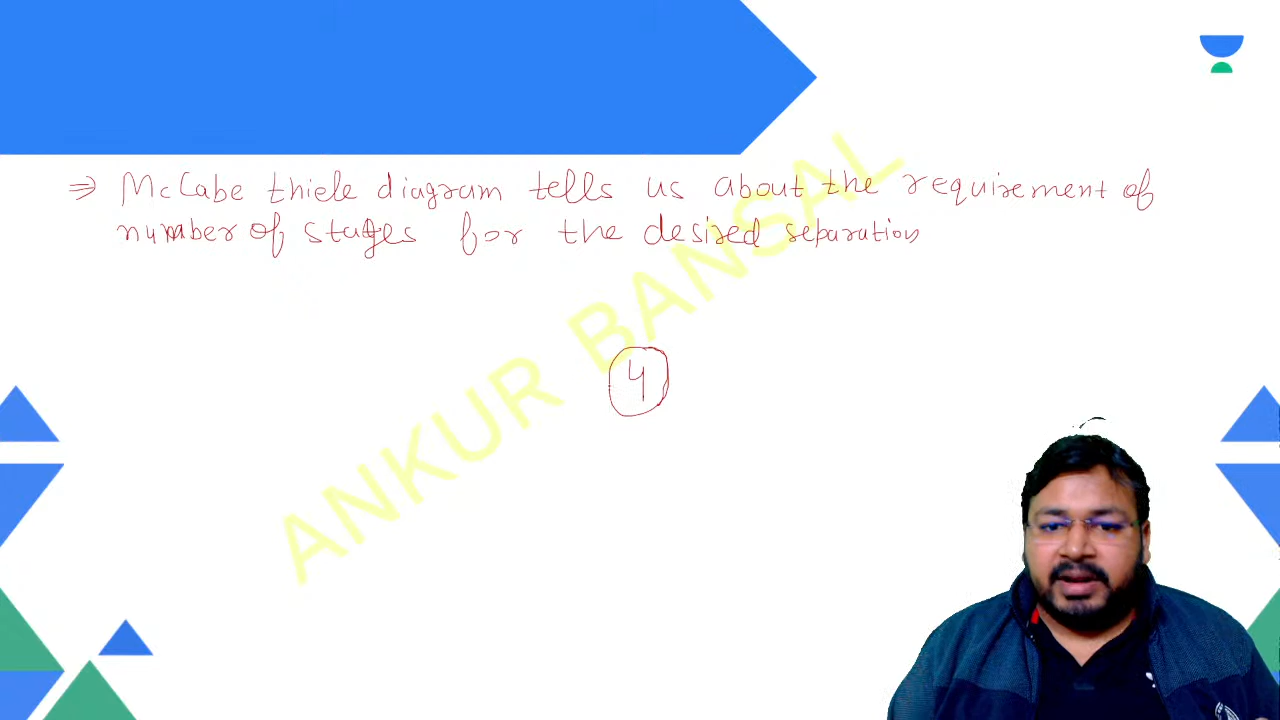 ⇒ McCabe thiele diagram tells us about the requirement of
number of stages for the desired separation
4
ANKUR BANSAL